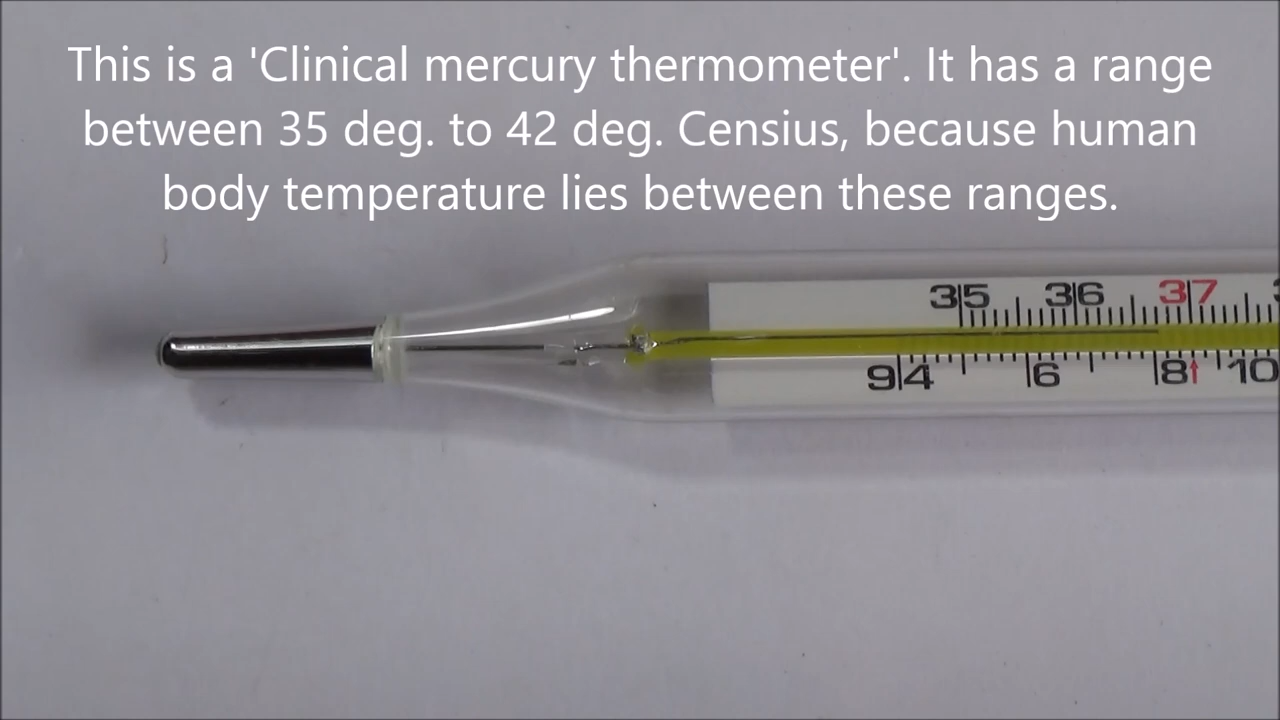 This is a 'Clinical mercury thermometer'. It has a range
between 35 deg. to 42 deg. Censius, because human
body temperature lies between these ranges.
35 36 37
94 6 8 10